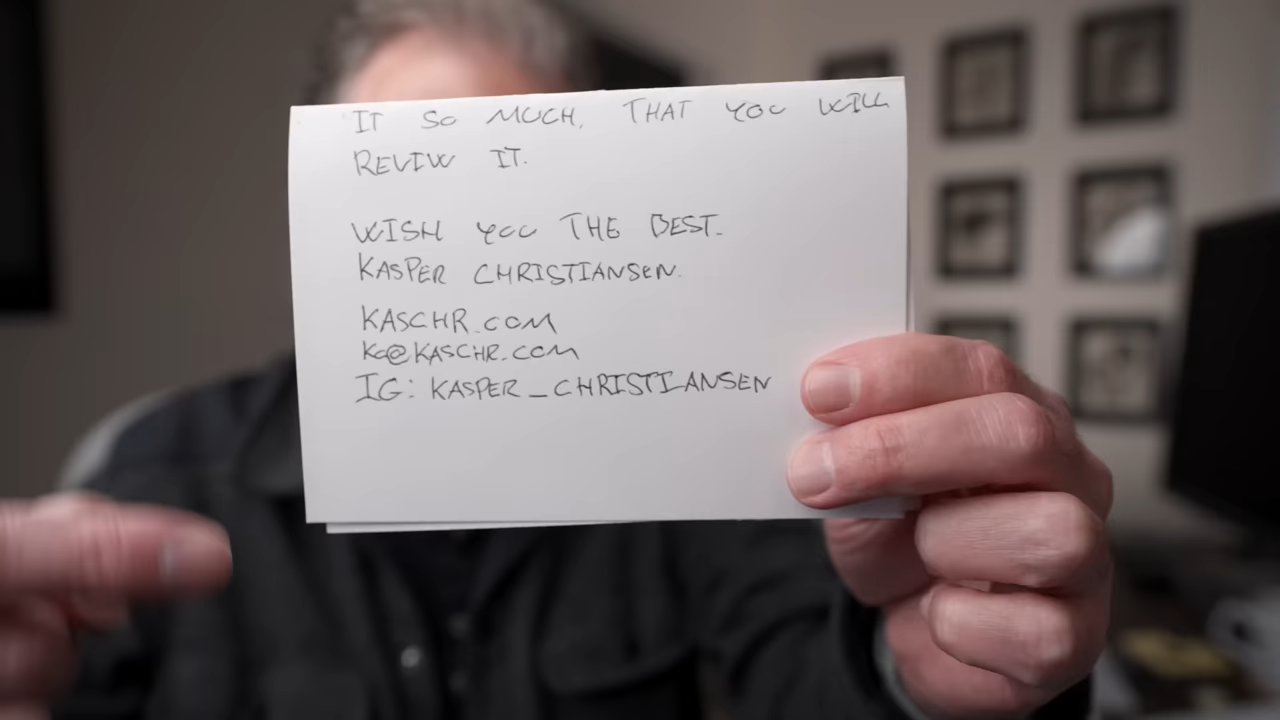 IT SO MUCH, THAT YOU WILL
REVIW IT.
WISH YOU THE BEST.
KASPER CHRISTIANSEN.
KASCHR.COM
KC@KASCHR.COM
IG: KASPER_CHRISTIANSEN